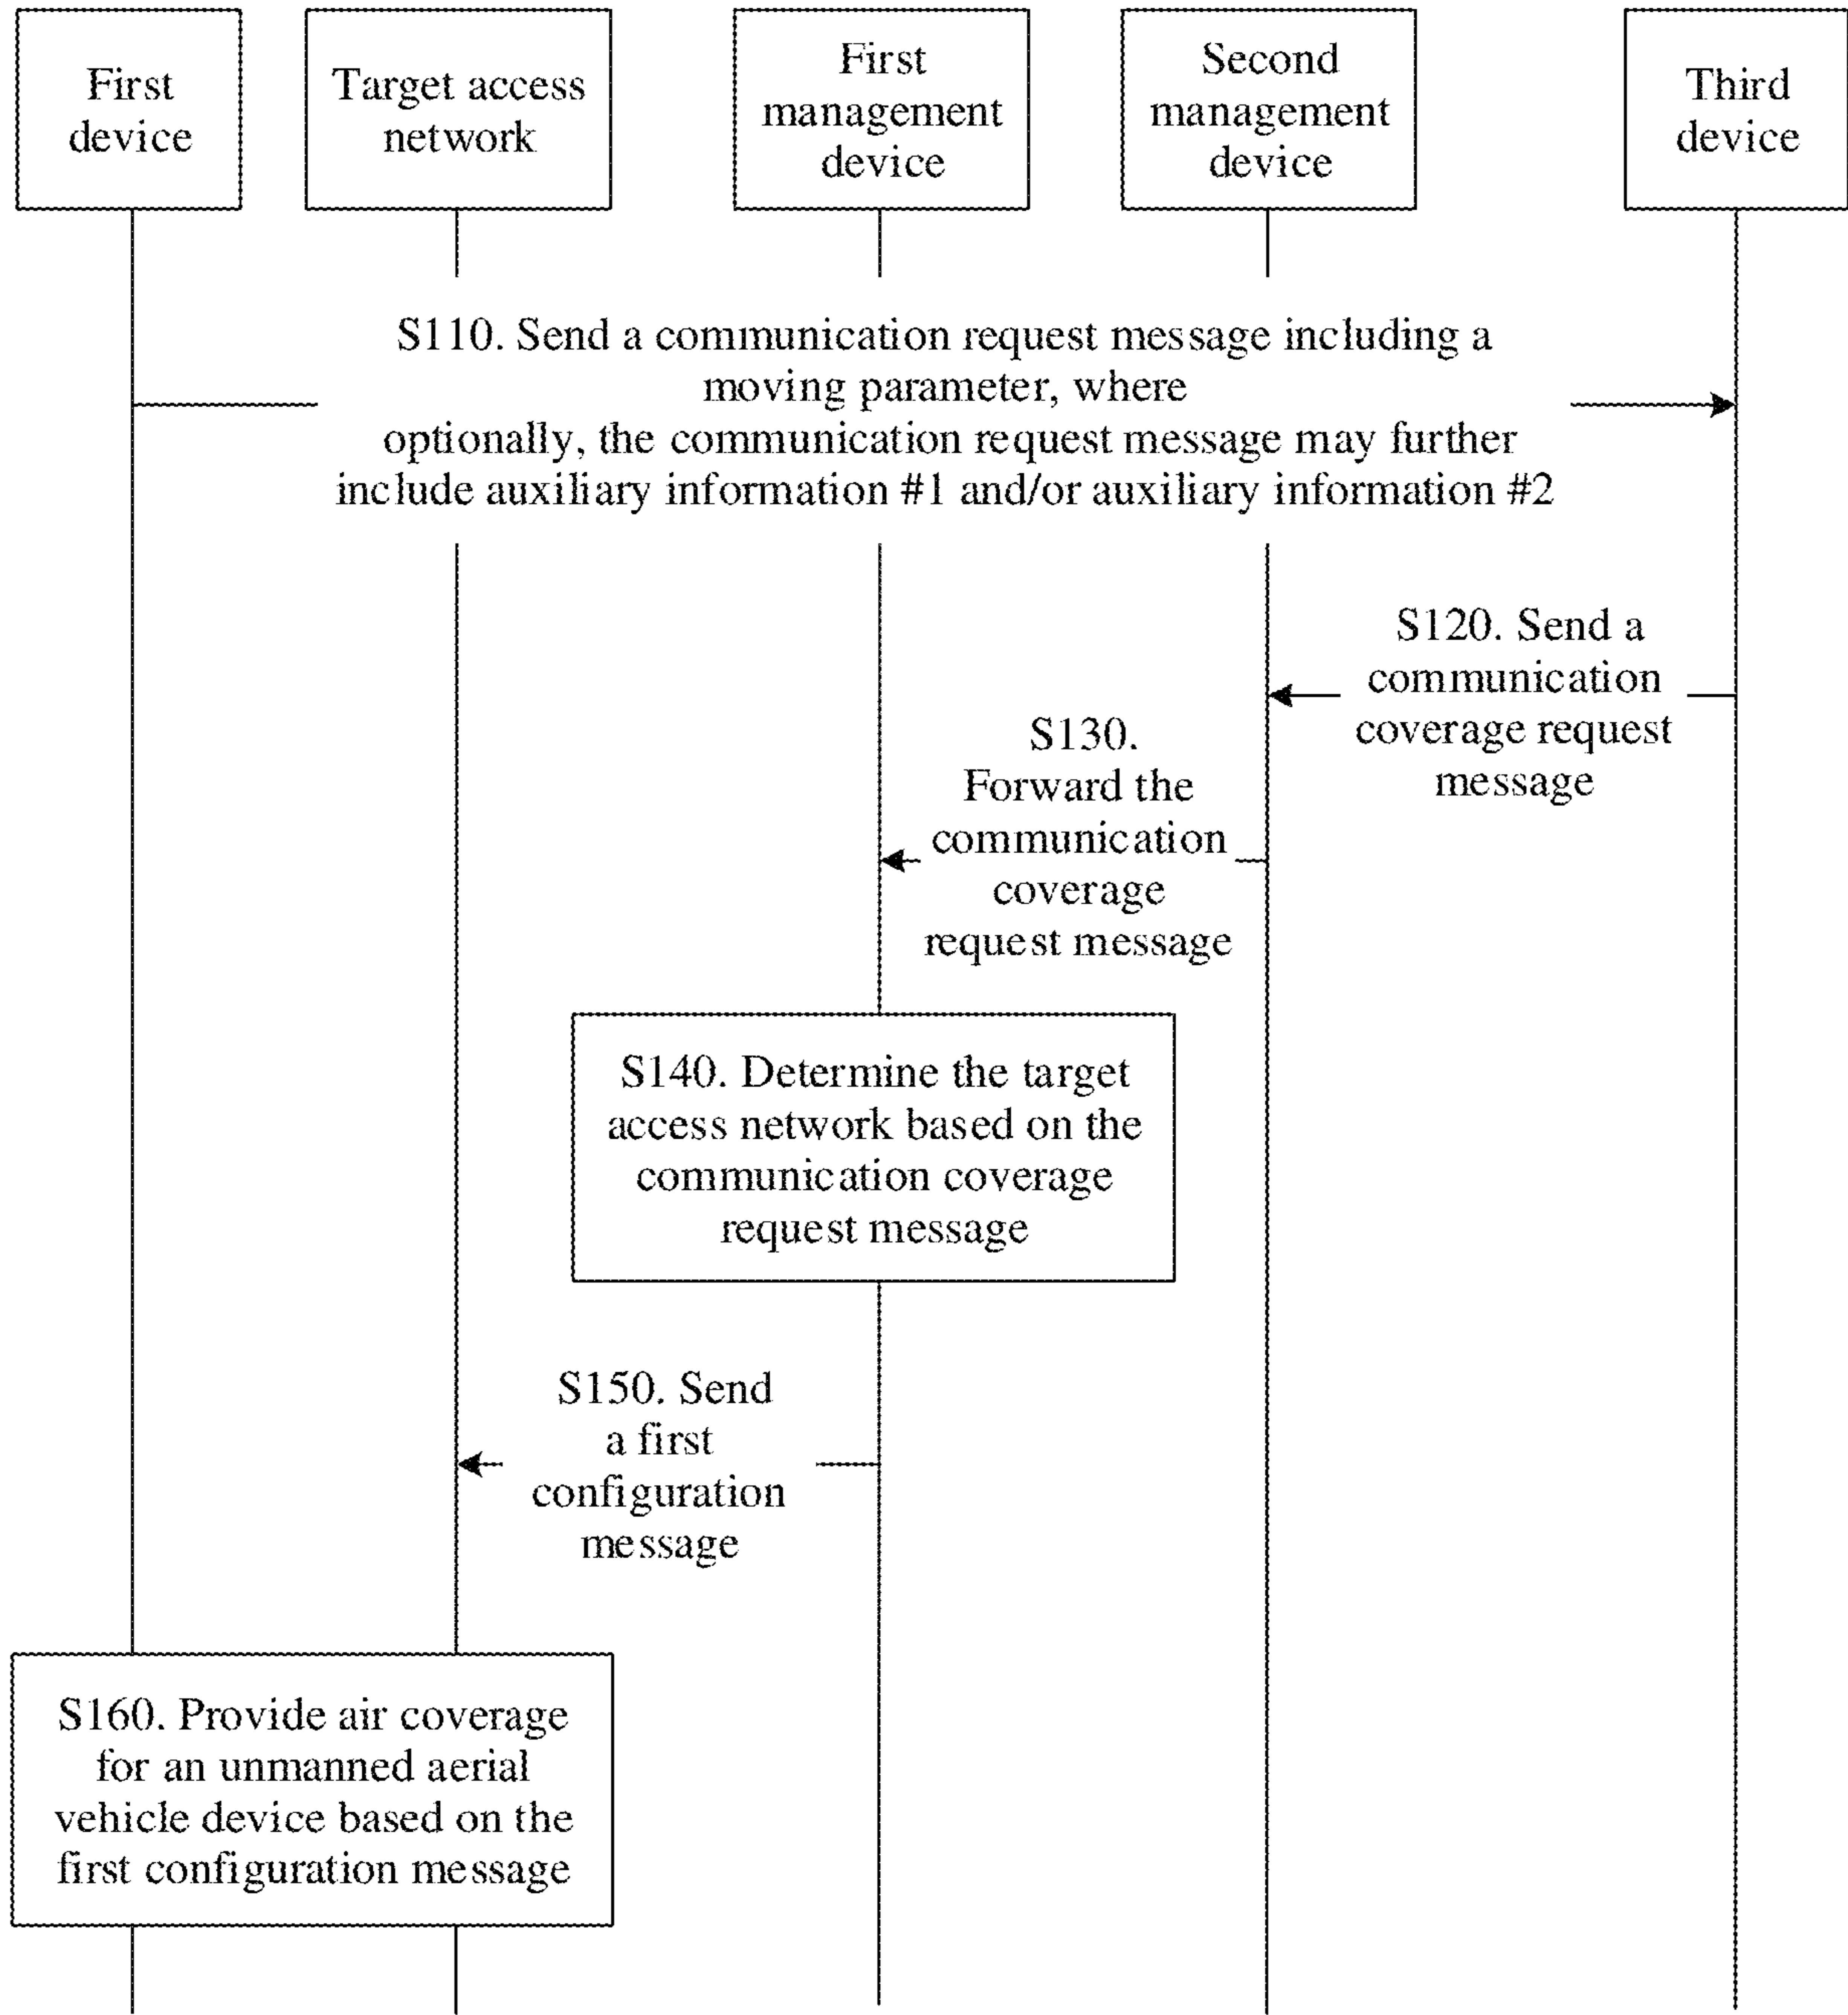 First
device
Target access
network
First
management
device
Second
management
device
Third
device
S110. Send a communication request message including a
moving parameter, where
optionally, the communication request message may further
include auxiliary information #1 and/or auxiliary information #2
S120. Send a
communication
coverage request
message
S130.
Forward the
communication
coverage
request message
S140. Determine the target
access network based on the
communication coverage
request message
S150. Send
a first
configuration
message
S160. Provide air coverage
for an unmanned aerial
vehicle device based on the
first configuration message